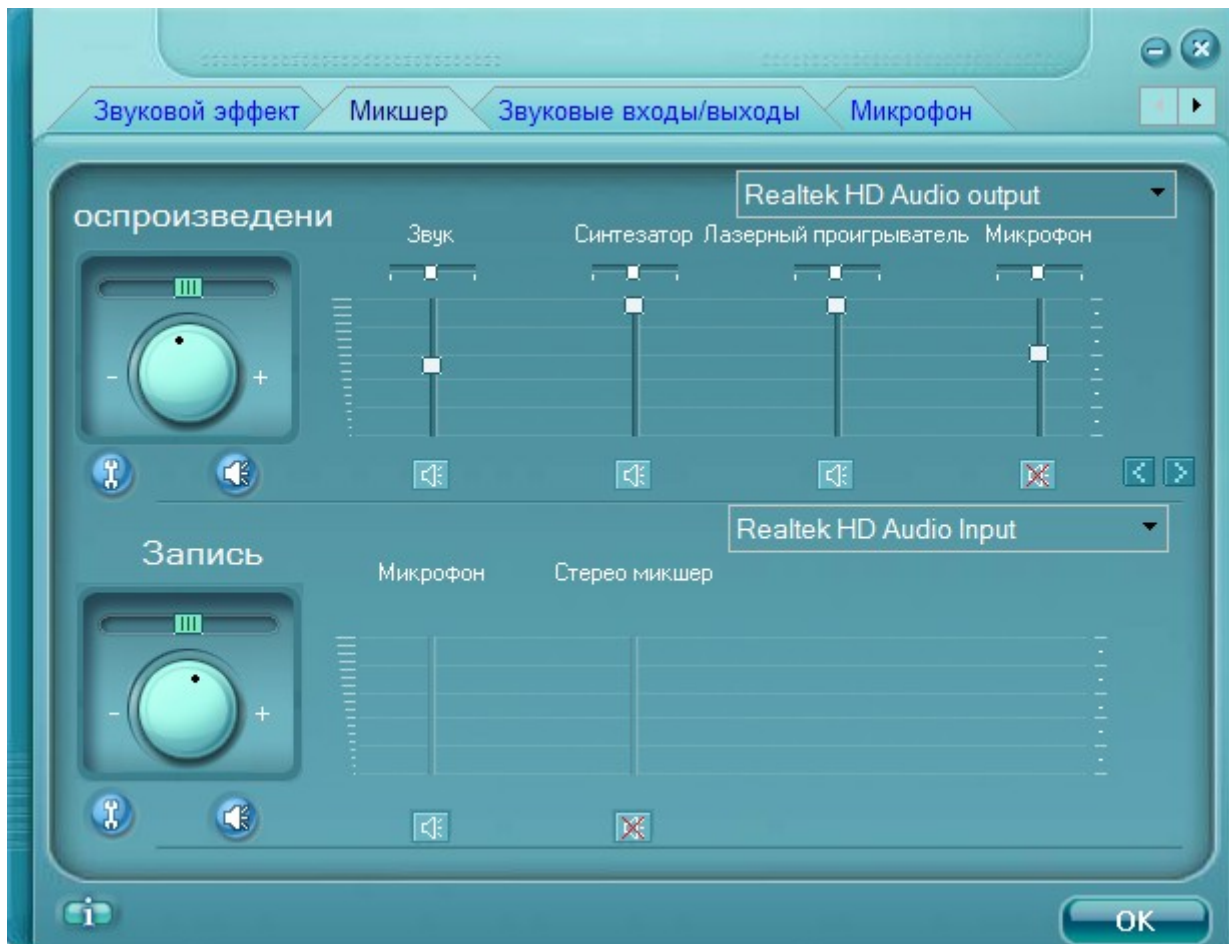 Звуковой эффект Микшер Звуковые входы/выходы Микрофон
Realtek HD Audio output
оспроизведени
Звук Синтезатор Лазерный проигрыватель Микрофон
- +
Realtek HD Audio Input
Запись
Микрофон Стерео микшер
- +
i
OK